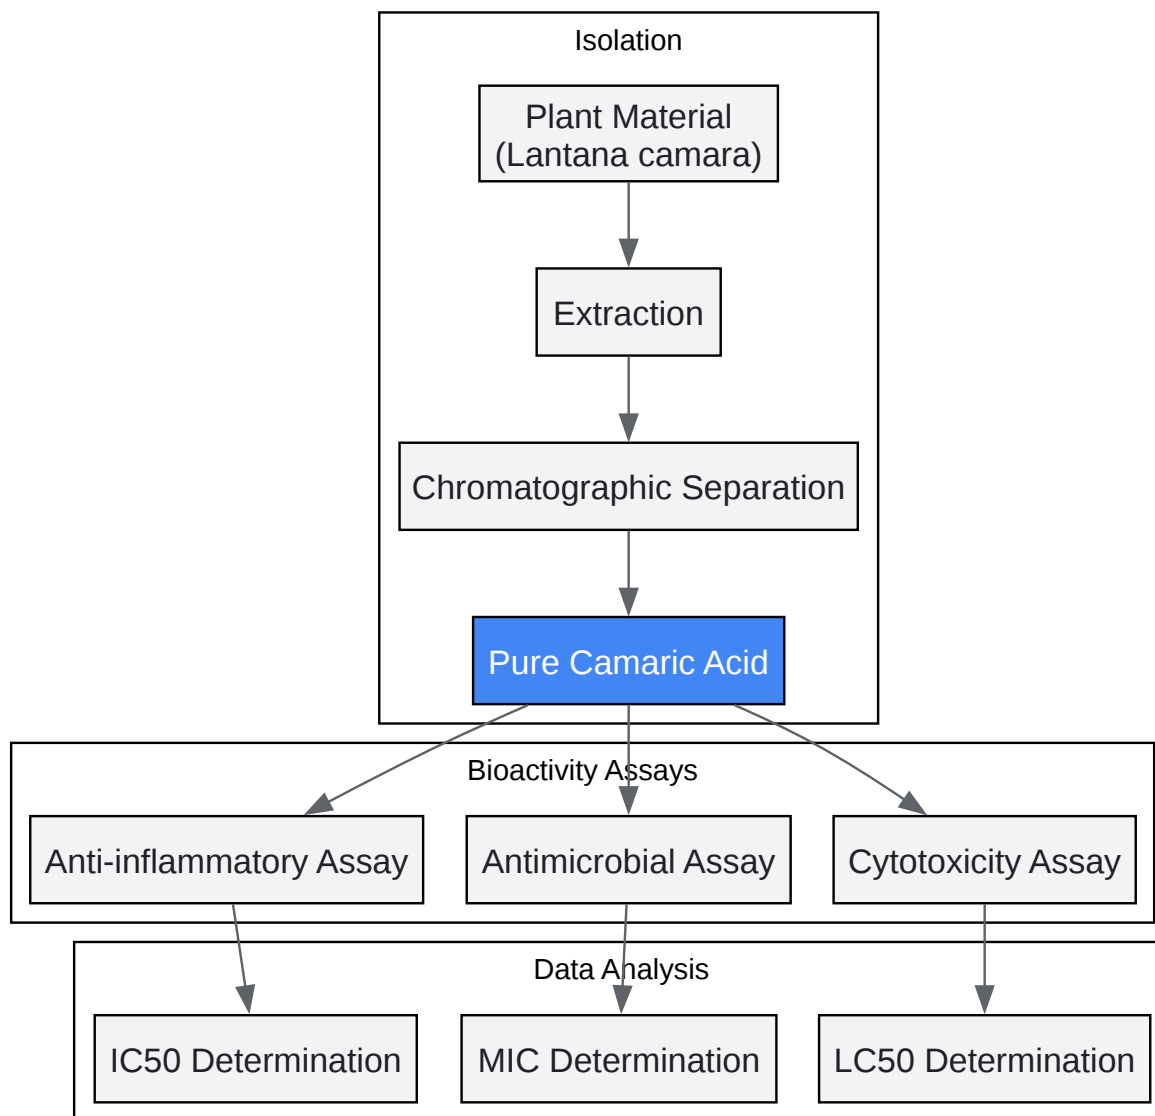 Isolation
Plant Material
(Lantana camara)
Extraction
Chromatographic Separation
Pure Camaric Acid
Bioactivity Assays
Anti-inflammatory Assay
Antimicrobial Assay
Cytotoxicity Assay
Data Analysis
IC50 Determination
MIC Determination
LC50 Determination